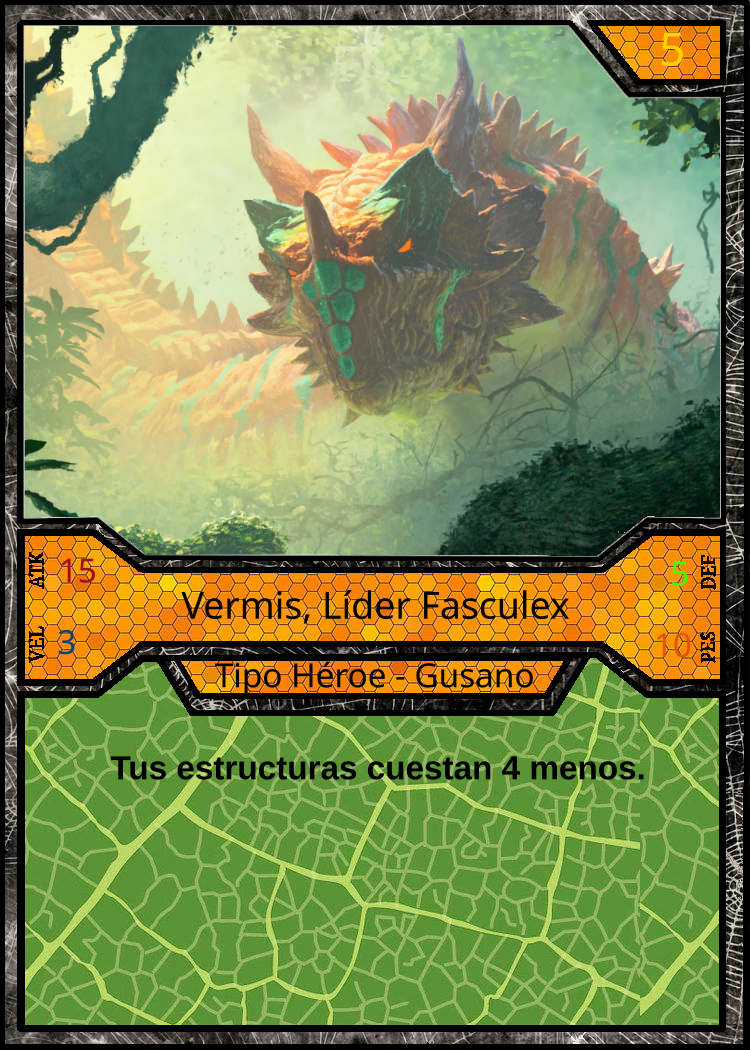 5
ATK 15
5 DEF
Vermis, Líder Fasculex
VEL 3
10 PES
Tipo Héroe - Gusano
Tus estructuras cuestan 4 menos.